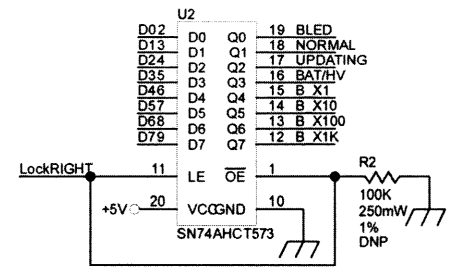 U2
D02 D0 Q0 19 BLED
D13 D1 Q1 18 NORMAL
D24 D2 Q2 17 UPDATING
D35 D3 Q3 16 BAT/HV
D46 D4 Q4 15 B X1
D57 D5 Q5 14 B X10
D68 D6 Q6 13 B X100
D79 D7 Q7 12 B X1K
LockRIGHT 11 LE OE 1
R2
+5V 20 VCCGND 10
100K
250mW
1%
DNP
SN74AHCT573